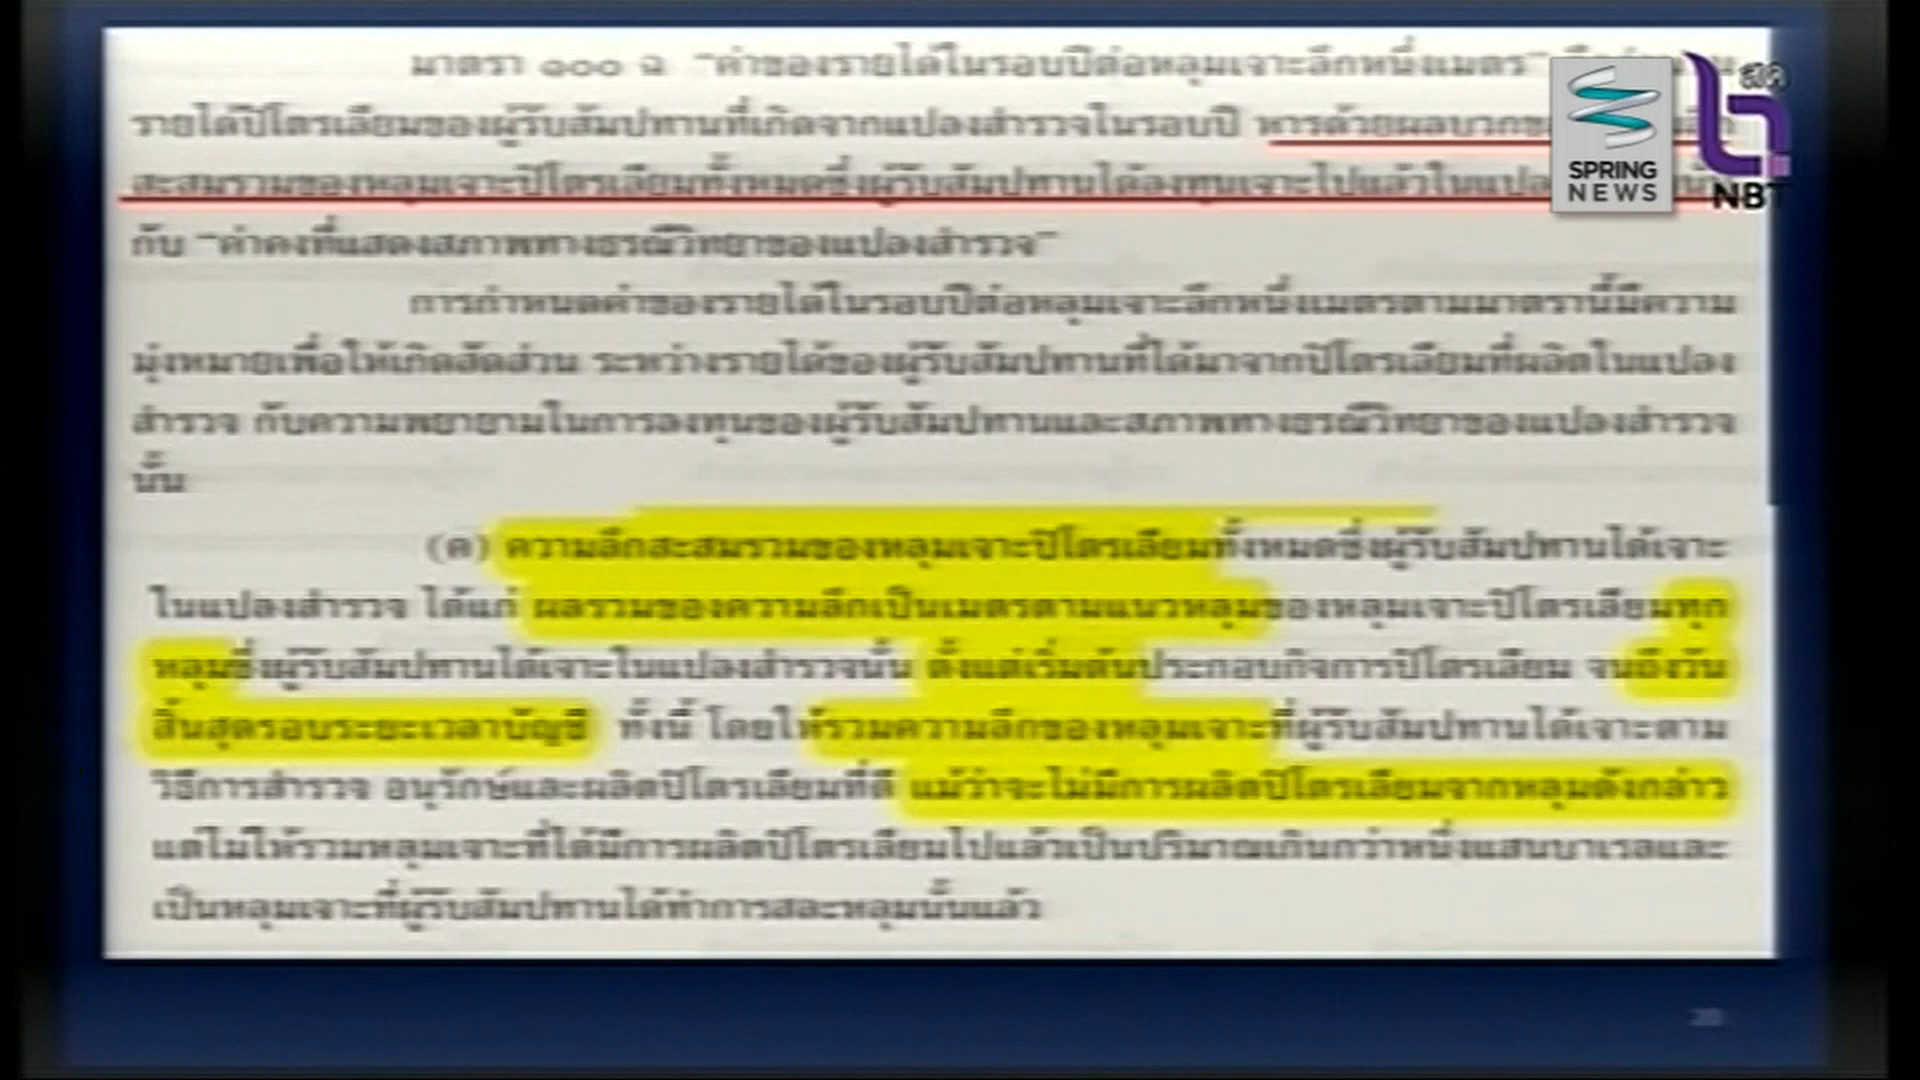 มาตรา ๑๐๐ ฉ "ค่าของรายได้ในรอบปีต่อหลุมเจาะลึกหนึ่งเมตร"
รายได้ปิโตรเลียมของผู้รับสัมปทานที่เกิดจากแปลงสำรวจในรอบปี หารด้วยผลบวก
สะสมรวมของหลุมเจาะปิโตรเลียมทั้งหมดซึ่งผู้รับสัมปทานได้ลงทุนเจาะไปแล้วในแปลง
กับ "ค่าคงที่แสดงสภาพทางธรณีวิทยาของแปลงสำรวจ"
การกำหนดค่าของรายได้ในรอบปีต่อหลุมเจาะลึกหนึ่งเมตรตามมาตรานี้มีความ
มุ่งหมายเพื่อให้เกิดสัดส่วน ระหว่างรายได้ของผู้รับสัมปทานที่ได้มาจากปิโตรเลียมที่ผลิตในแปลง
สำรวจ กับความพยายามในการลงทุนของผู้รับสัมปทานและสภาพทางธรณีวิทยาของแปลงสำรวจ
นั้น
(ค) ความลึกสะสมรวมของหลุมเจาะปิโตรเลียมทั้งหมดซึ่งผู้รับสัมปทานได้เจาะ
ในแปลงสำรวจ ได้แก่ ผลรวมของความลึกเป็นเมตรตามแนวหลุมของหลุมเจาะปิโตรเลียมทุก
หลุมซึ่งผู้รับสัมปทานได้เจาะในแปลงสำรวจนั้น ตั้งแต่เริ่มต้นประกอบกิจการปิโตรเลียม จนถึงวัน
สิ้นสุดรอบระยะเวลาบัญชี ทั้งนี้ โดยให้รวมความลึกของหลุมเจาะที่ผู้รับสัมปทานได้เจาะตาม
วิธีการสำรวจ อนุรักษ์และผลิตปิโตรเลียมที่ดี แม้ว่าจะไม่มีการผลิตปิโตรเลียมจากหลุมดังกล่าว
แต่ไม่ให้รวมหลุมเจาะที่ได้มีการผลิตปิโตรเลียมไปแล้วเป็นปริมาณเกินกว่าหนึ่งแสนบาเรลและ
เป็นหลุมเจาะที่ผู้รับสัมปทานได้ทำการสละหลุมนั้นแล้ว
SPRING
NEWS
สด
NBT